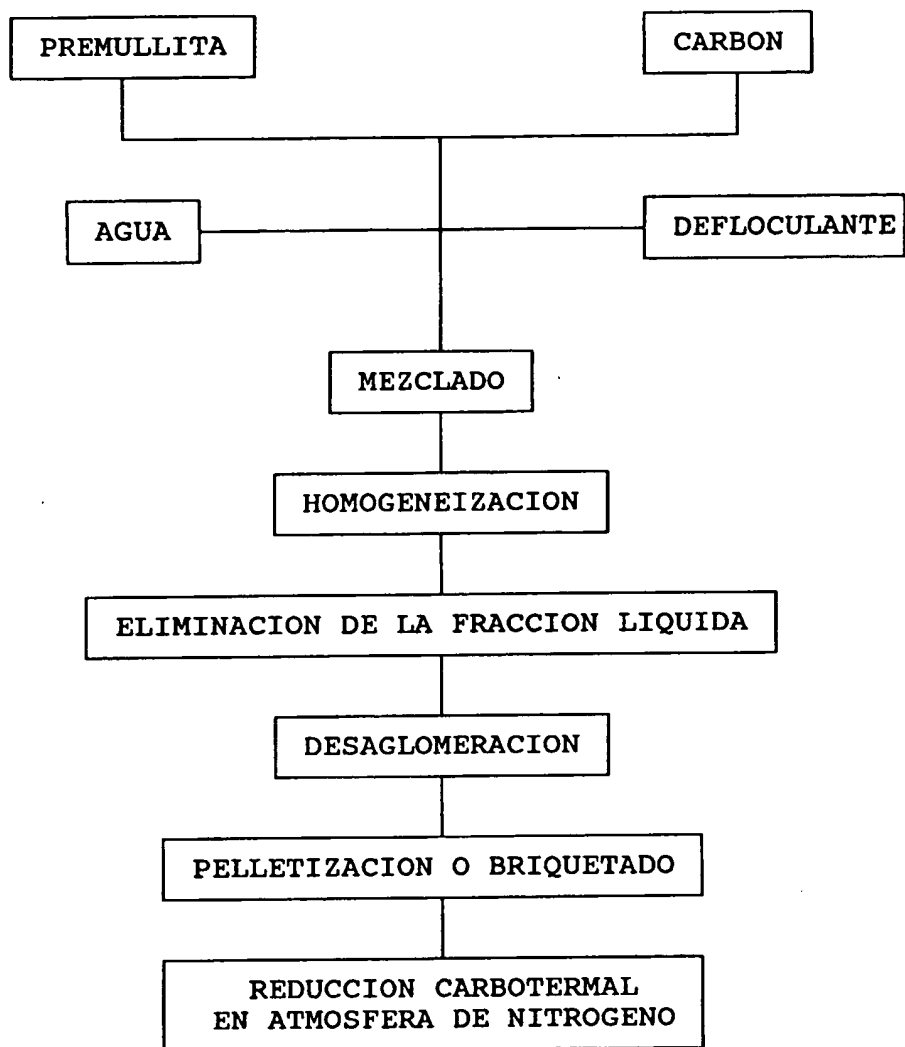 PREMULLITA
CARBON
AGUA
DEFLOCULANTE
MEZCLADO
HOMOGENEIZACION
ELIMINACION DE LA FRACCION LIQUIDA
DESAGLOMERACION
PELLETIZACION O BRIQUETADO
REDUCCION CARBOTERMAL
EN ATMOSFERA DE NITROGENO